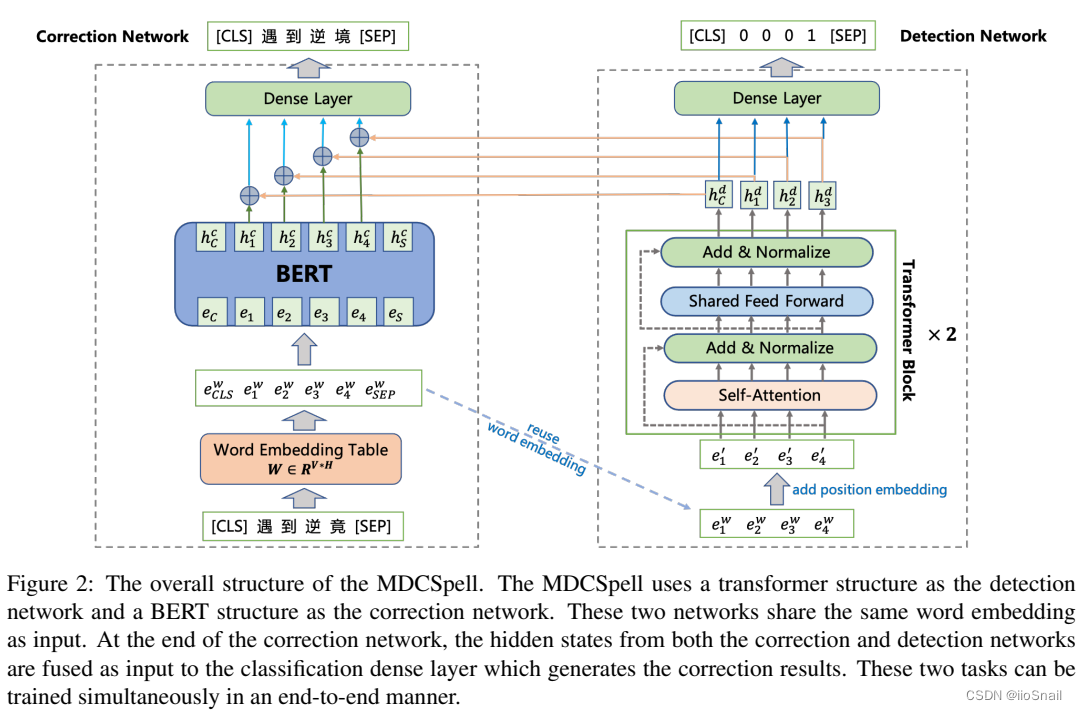 Correction Network
[CLS] 遇 到 逆 境 [SEP]
Dense Layer
h_C^c h_1^c h_2^c h_3^c h_4^c h_S^c
BERT
e_C e_1 e_2 e_3 e_4 e_S
e_CLS^w e_1^w e_2^w e_3^w e_4^w e_SEP^w
Word Embedding Table
W ∈ R^V*H
[CLS] 遇 到 逆 竟 [SEP]
reuse
word embedding
[CLS] 0 0 0 1 [SEP]
Detection Network
Dense Layer
h_C^d h_1^d h_2^d h_3^d
Add & Normalize
Shared Feed Forward
Add & Normalize
Self-Attention
Transformer Block
× 2
e_1' e_2' e_3' e_4'
add position embedding
e_1^w e_2^w e_3^w e_4^w
Figure 2: The overall structure of the MDCSpell. The MDCSpell uses a transformer structure as the detection
network and a BERT structure as the correction network. These two networks share the same word embedding
as input. At the end of the correction network, the hidden states from both the correction and detection networks
are fused as input to the classification dense layer which generates the correction results. These two tasks can be
trained simultaneously in an end-to-end manner.
CSDN @iioSnail